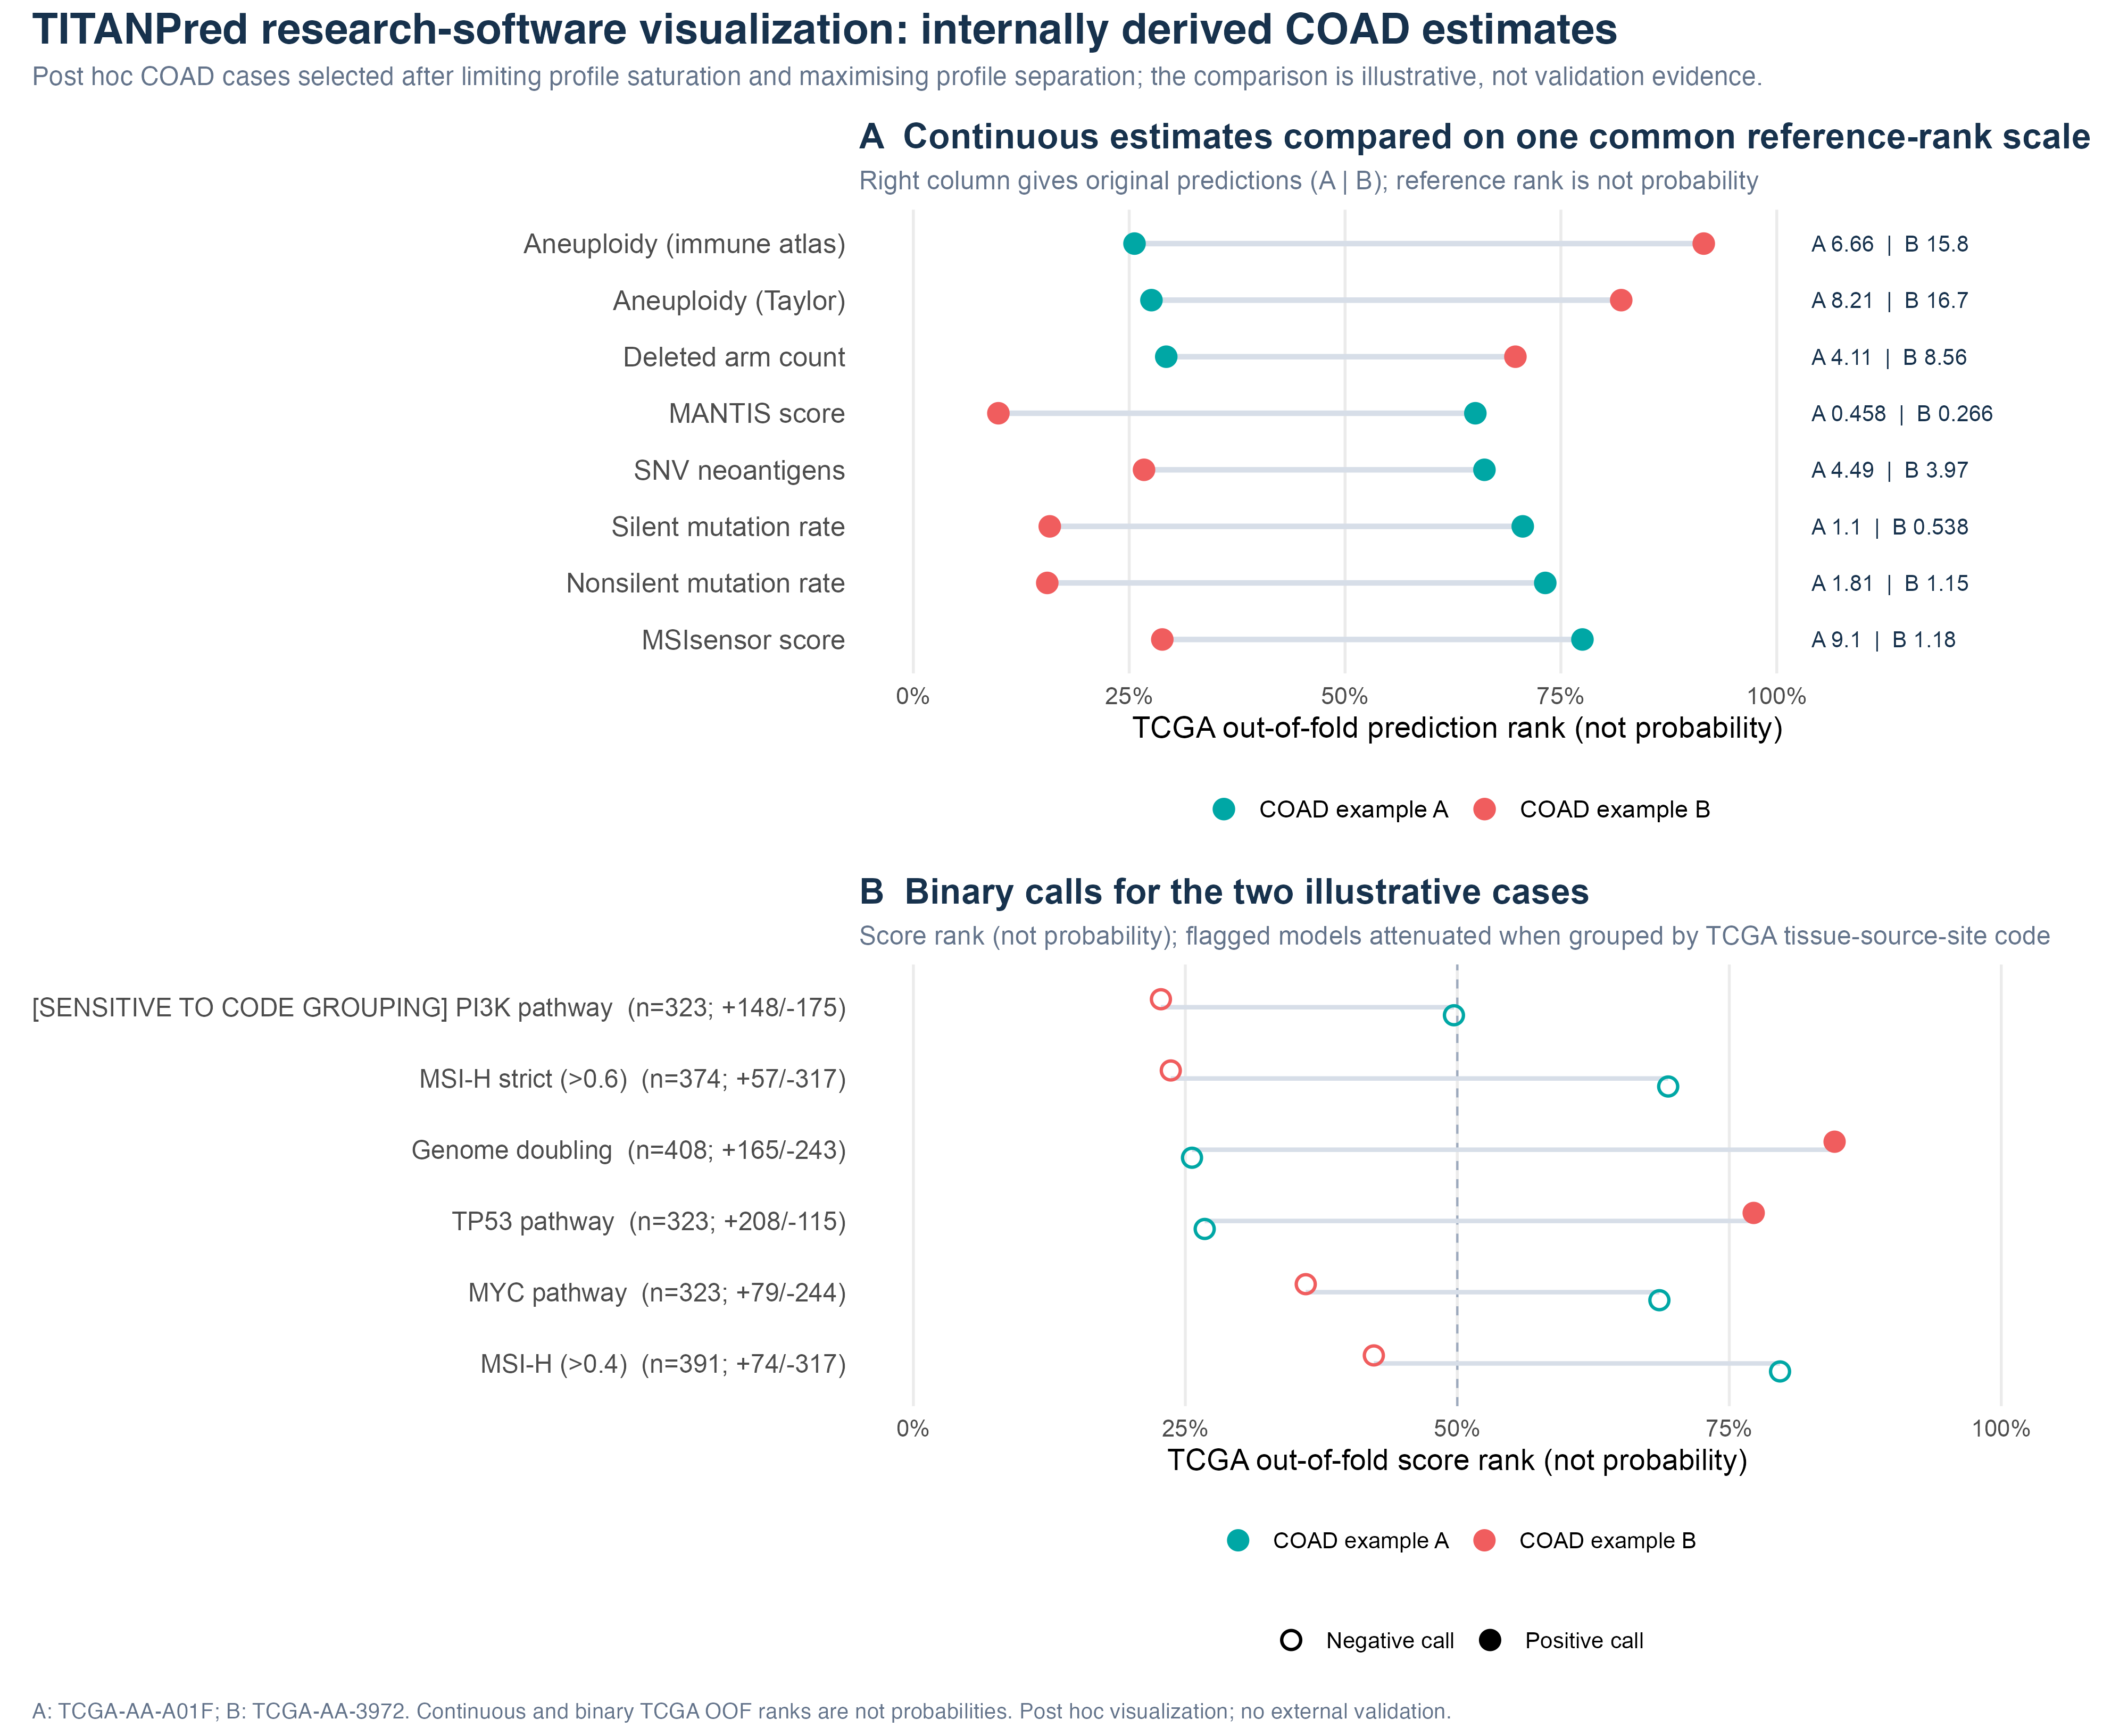 TITANPred research-software visualization: internally derived COAD estimates
Post hoc COAD cases selected after limiting profile saturation and maximising profile separation; the comparison is illustrative, not validation evidence.
A Continuous estimates compared on one common reference-rank scale
Right column gives original predictions (A | B); reference rank is not probability
Aneuploidy (immune atlas) A 6.66 | B 15.8
Aneuploidy (Taylor) A 8.21 | B 16.7
Deleted arm count A 4.11 | B 8.56
MANTIS score A 0.458 | B 0.266
SNV neoantigens A 4.49 | B 3.97
Silent mutation rate A 1.1 | B 0.538
Nonsilent mutation rate A 1.81 | B 1.15
MSIsensor score A 9.1 | B 1.18
0% 25% 50% 75% 100%
TCGA out-of-fold prediction rank (not probability)
COAD example A COAD example B
B Binary calls for the two illustrative cases
Score rank (not probability); flagged models attenuated when grouped by TCGA tissue-source-site code
[SENSITIVE TO CODE GROUPING] PI3K pathway (n=323; +148/-175)
MSI-H strict (>0.6) (n=374; +57/-317)
Genome doubling (n=408; +165/-243)
TP53 pathway (n=323; +208/-115)
MYC pathway (n=323; +79/-244)
MSI-H (>0.4) (n=391; +74/-317)
0% 25% 50% 75% 100%
TCGA out-of-fold score rank (not probability)
COAD example A COAD example B
Negative call Positive call
A: TCGA-AA-A01F; B: TCGA-AA-3972. Continuous and binary TCGA OOF ranks are not probabilities. Post hoc visualization; no external validation.